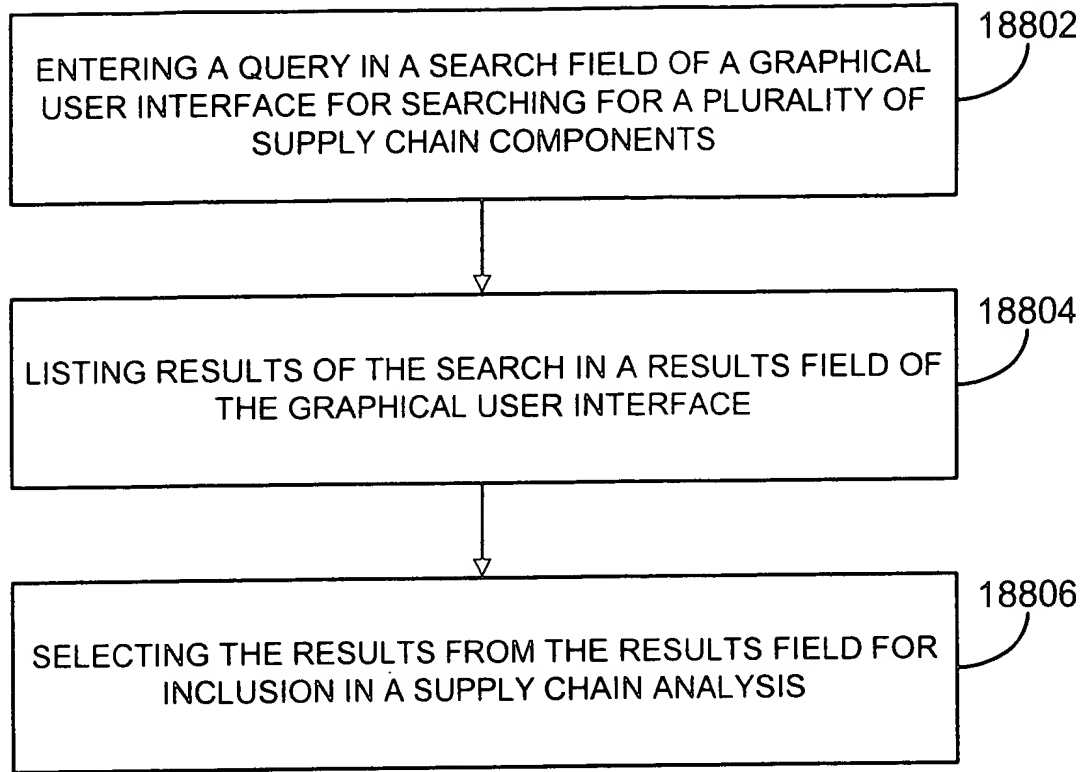 18802
ENTERING A QUERY IN A SEARCH FIELD OF A GRAPHICAL
USER INTERFACE FOR SEARCHING FOR A PLURALITY OF
SUPPLY CHAIN COMPONENTS
18804
LISTING RESULTS OF THE SEARCH IN A RESULTS FIELD OF
THE GRAPHICAL USER INTERFACE
18806
SELECTING THE RESULTS FROM THE RESULTS FIELD FOR
INCLUSION IN A SUPPLY CHAIN ANALYSIS